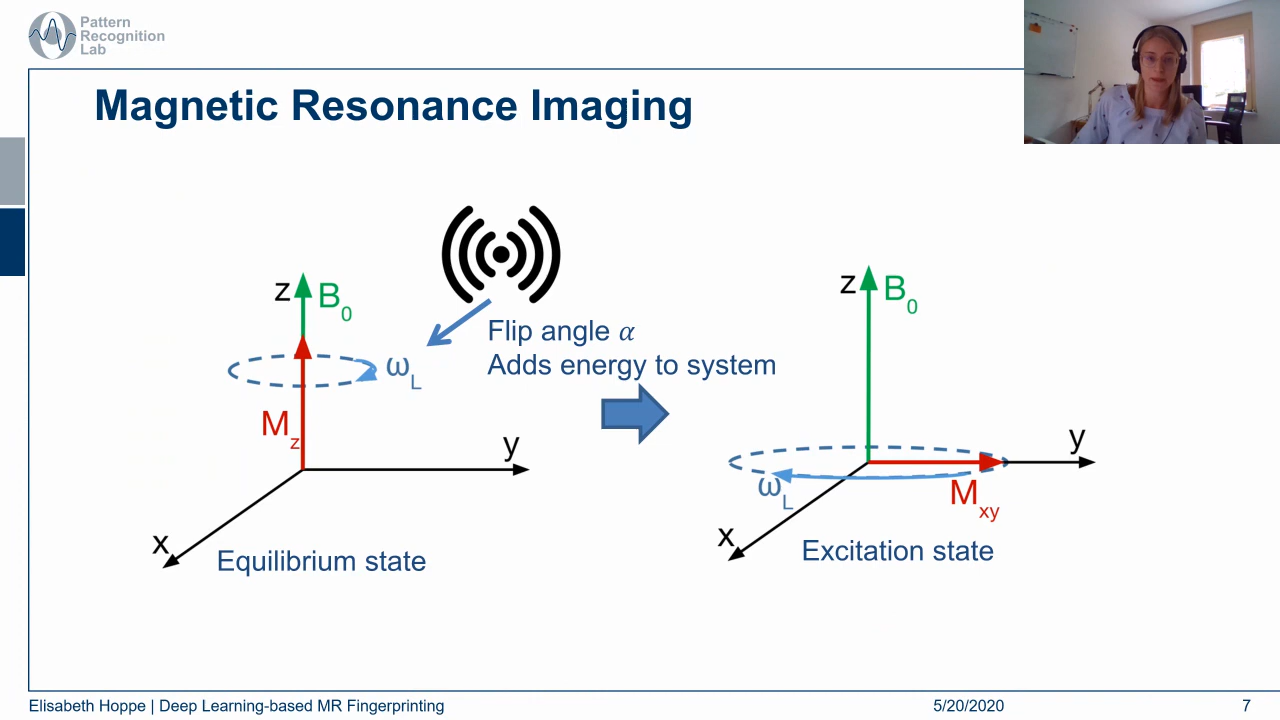 Pattern
Recognition
Lab
Magnetic Resonance Imaging
z
B0
ωL
Mz
y
x
Equilibrium state
Flip angle α
Adds energy to system
z
B0
y
ωL
Mxy
x
Excitation state
Elisabeth Hoppe | Deep Learning-based MR Fingerprinting
5/20/2020
7